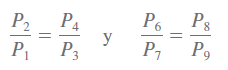 P₂/P₁ = P₄/P₃ y P₆/P₇ = P₈/P₉